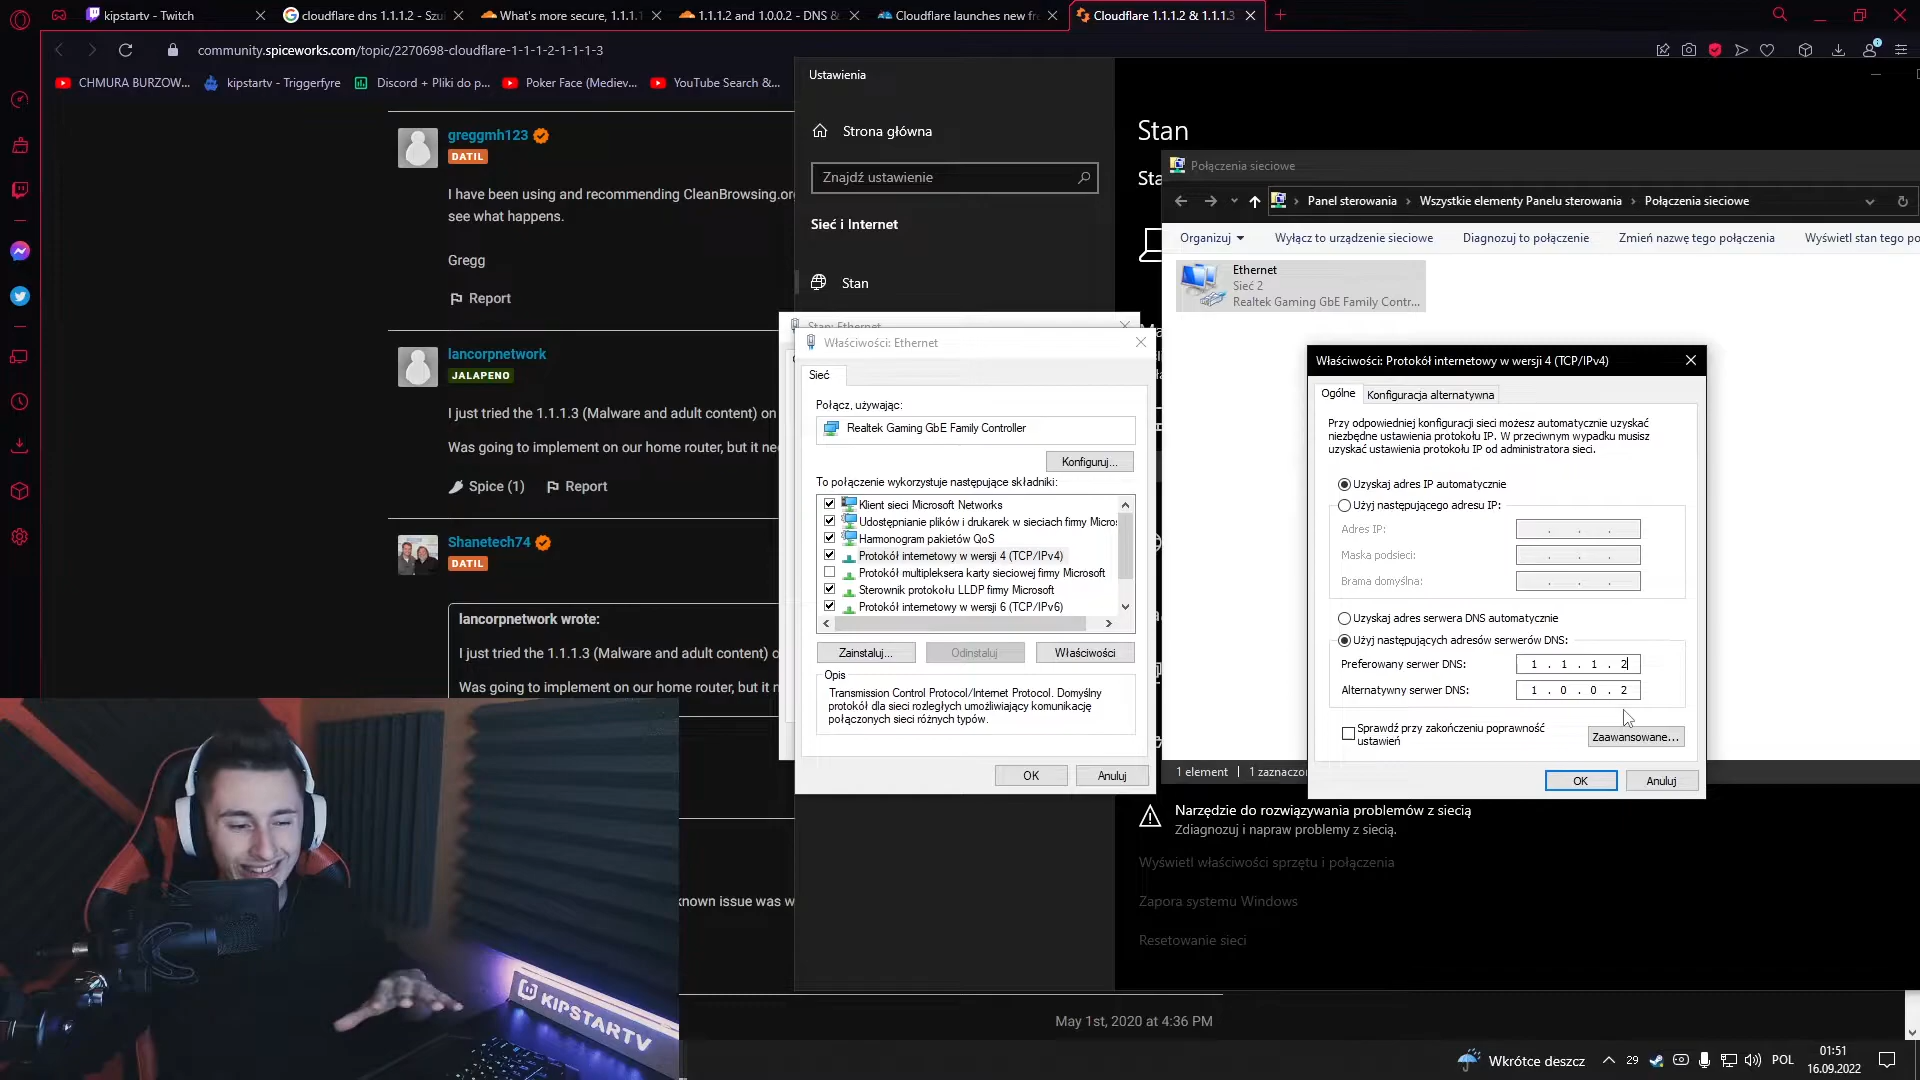 kipstartv - Twitch
cloudflare dns 1.1.1.2 - Szu
What's more secure, 1.1.1.1
1.1.1.2 and 1.0.0.2 - DNS &
Cloudflare launches new fr
Cloudflare 1.1.1.2 & 1.1.1.3
community.spiceworks.com/topic/2270698-cloudflare-1-1-1-2-1-1-1-3
CHMURA BURZOW...
kipstartv - Triggerfyre
Discord + Pliki do p...
Poker Face (Mediev...
YouTube Search &...
greggmh123
DATIL
I have been using and recommending CleanBrowsing.or
see what happens.
Gregg
Report
lancorpnetwork
JALAPENO
I just tried the 1.1.1.3 (Malware and adult content) on
Was going to implement on our home router, but it ne
Spice (1)
Report
Shanetech74
DATIL
lancorpnetwork wrote:
I just tried the 1.1.1.3 (Malware and adult content) o
Was going to implement on our home router, but it n
known issue was w
May 1st, 2020 at 4:36 PM
Ustawienia
Strona główna
Znajdź ustawienie
Sieć i Internet
Stan
Stan
Sta
Stan: Ethernet
Właściwości: Ethernet
Sieć
Połącz, używając:
Realtek Gaming GbE Family Controller
Konfiguruj...
To połączenie wykorzystuje następujące składniki:
Klient sieci Microsoft Networks
Udostępnianie plików i drukarek w sieciach firmy Micros
Harmonogram pakietów QoS
Protokół internetowy w wersji 4 (TCP/IPv4)
Protokół multipleksera karty sieciowej firmy Microsoft
Sterownik protokołu LLDP firmy Microsoft
Protokół internetowy w wersji 6 (TCP/IPv6)
Zainstaluj...
Odinstaluj
Właściwości
Opis
Transmission Control Protocol/Internet Protocol. Domyślny
protokół dla sieci rozległych umożliwiający komunikację
połączonych sieci różnych typów.
OK
Anuluj
Połączenia sieciowe
Panel sterowania
Wszystkie elementy Panelu sterowania
Połączenia sieciowe
Organizuj
Wyłącz to urządzenie sieciowe
Diagnozuj to połączenie
Zmień nazwę tego połączenia
Wyświetl stan tego po
Ethernet
Sieć 2
Realtek Gaming GbE Family Contr...
1 element
1 zaznaczo
Właściwości: Protokół internetowy w wersji 4 (TCP/IPv4)
Ogólne
Konfiguracja alternatywna
Przy odpowiedniej konfiguracji sieci możesz automatycznie uzyskać
niezbędne ustawienia protokołu IP. W przeciwnym wypadku musisz
uzyskać ustawienia protokołu IP od administratora sieci.
Uzyskaj adres IP automatycznie
Użyj następującego adresu IP:
Adres IP:
Maska podsieci:
Brama domyślna:
Uzyskaj adres serwera DNS automatycznie
Użyj następujących adresów serwerów DNS:
Preferowany serwer DNS: 1 . 1 . 1 . 2
Alternatywny serwer DNS: 1 . 0 . 0 . 2
Sprawdź przy zakończeniu poprawność
ustawień
Zaawansowane...
OK
Anuluj
Narzędzie do rozwiązywania problemów z siecią
Zdiagnozuj i napraw problemy z siecią.
Wyświetl właściwości sprzętu i połączenia
Zapora systemu Windows
Resetowanie sieci
KIPSTARTV
Wkrótce deszcz
29
POL
01:51
16.09.2022